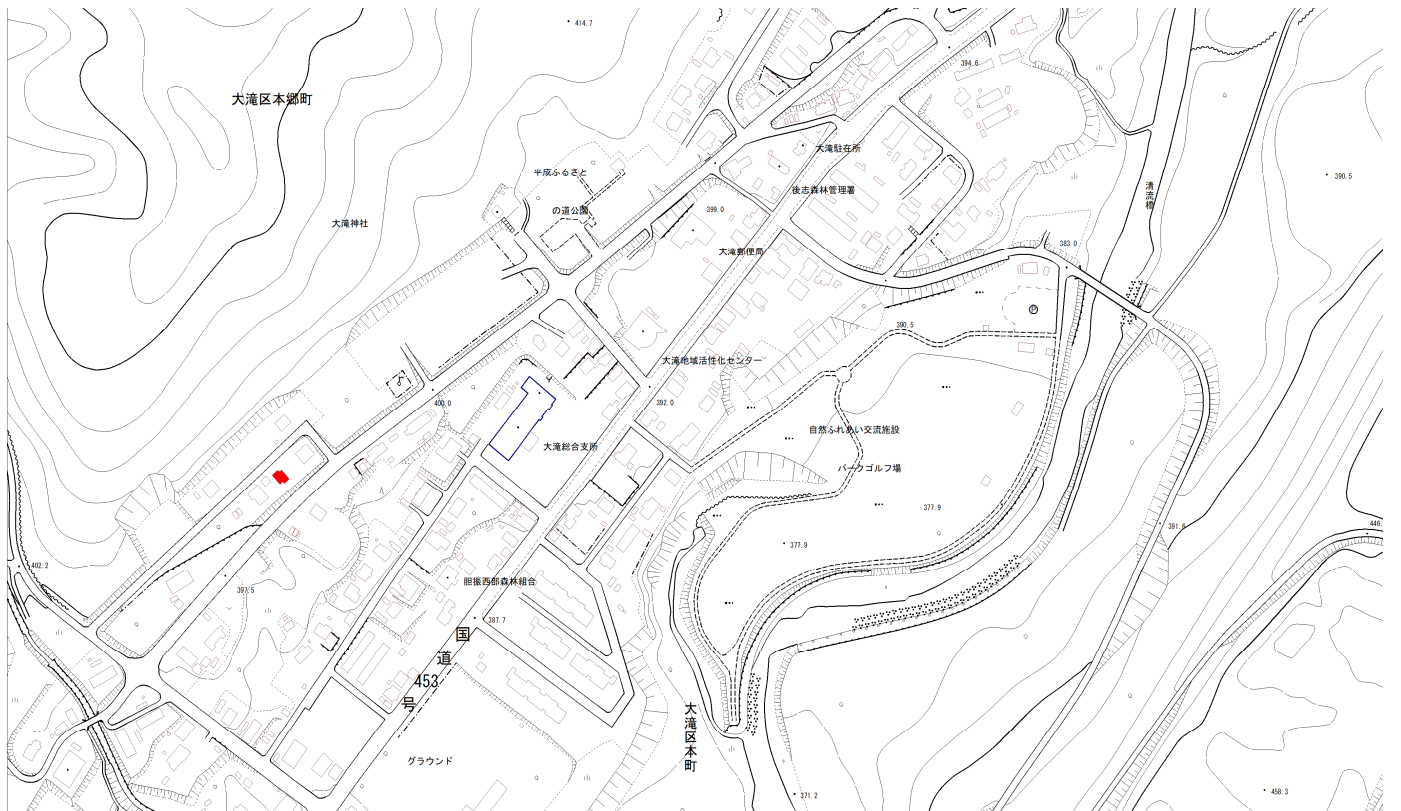 414.7
394.6
大滝区本郷町
大滝駐在所
平成ふるさと
の道公園
後志森林管理署
390.5
清流橋
大滝神社
399.0
大滝郵便局
383.0
P
390.5
大滝地域活性化センター
400.0
392.0
自然ふれあい交流施設
大滝総合支所
パークゴルフ場
377.9
377.9
391.6
446.
402.2
胆振西部森林組合
397.5
387.7
国道453号
大滝区本町
グラウンド
371.2
458.3